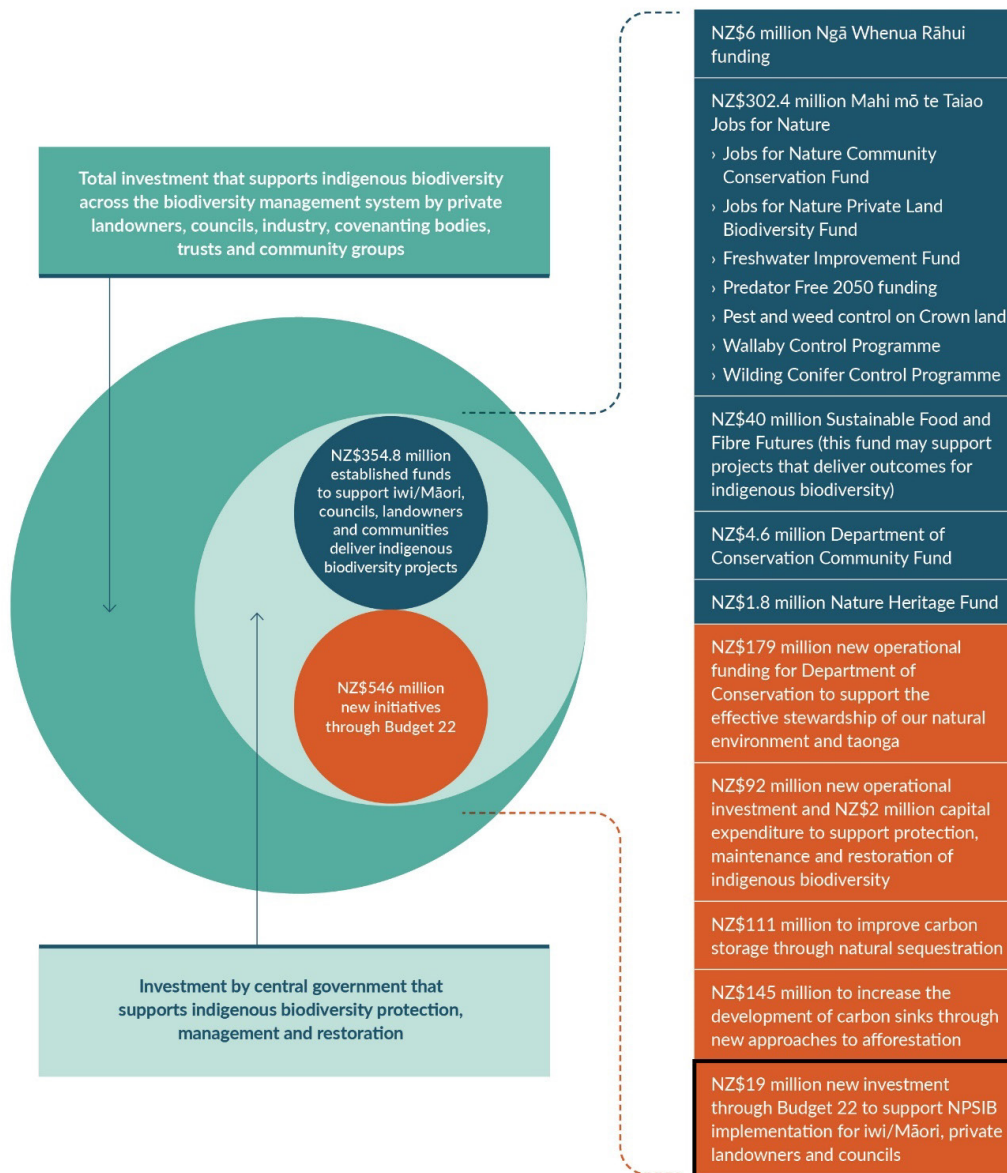 Total investment that supports indigenous biodiversity
across the biodiversity management system by private
landowners, councils, industry, covenanting bodies,
trusts and community groups
NZ$354.8 million
established funds
to support iwi/Māori,
councils, landowners
and communities
deliver indigenous
biodiversity projects
NZ$546 million
new initiatives
through Budget 22
Investment by central government that
supports indigenous biodiversity protection,
management and restoration
NZ$6 million Ngā Whenua Rāhui
funding
NZ$302.4 million Mahi mō te Taiao
Jobs for Nature
› Jobs for Nature Community
Conservation Fund
› Jobs for Nature Private Land
Biodiversity Fund
› Freshwater Improvement Fund
› Predator Free 2050 funding
› Pest and weed control on Crown land
› Wallaby Control Programme
› Wilding Conifer Control Programme
NZ$40 million Sustainable Food and
Fibre Futures (this fund may support
projects that deliver outcomes for
indigenous biodiversity)
NZ$4.6 million Department of
Conservation Community Fund
NZ$1.8 million Nature Heritage Fund
NZ$179 million new operational
funding for Department of
Conservation to support the
effective stewardship of our natural
environment and taonga
NZ$92 million new operational
investment and NZ$2 million capital
expenditure to support protection,
maintenance and restoration of
indigenous biodiversity
NZ$111 million to improve carbon
storage through natural sequestration
NZ$145 million to increase the
development of carbon sinks through
new approaches to afforestation
NZ$19 million new investment
through Budget 22 to support NPSIB
implementation for iwi/Māori, private
landowners and councils